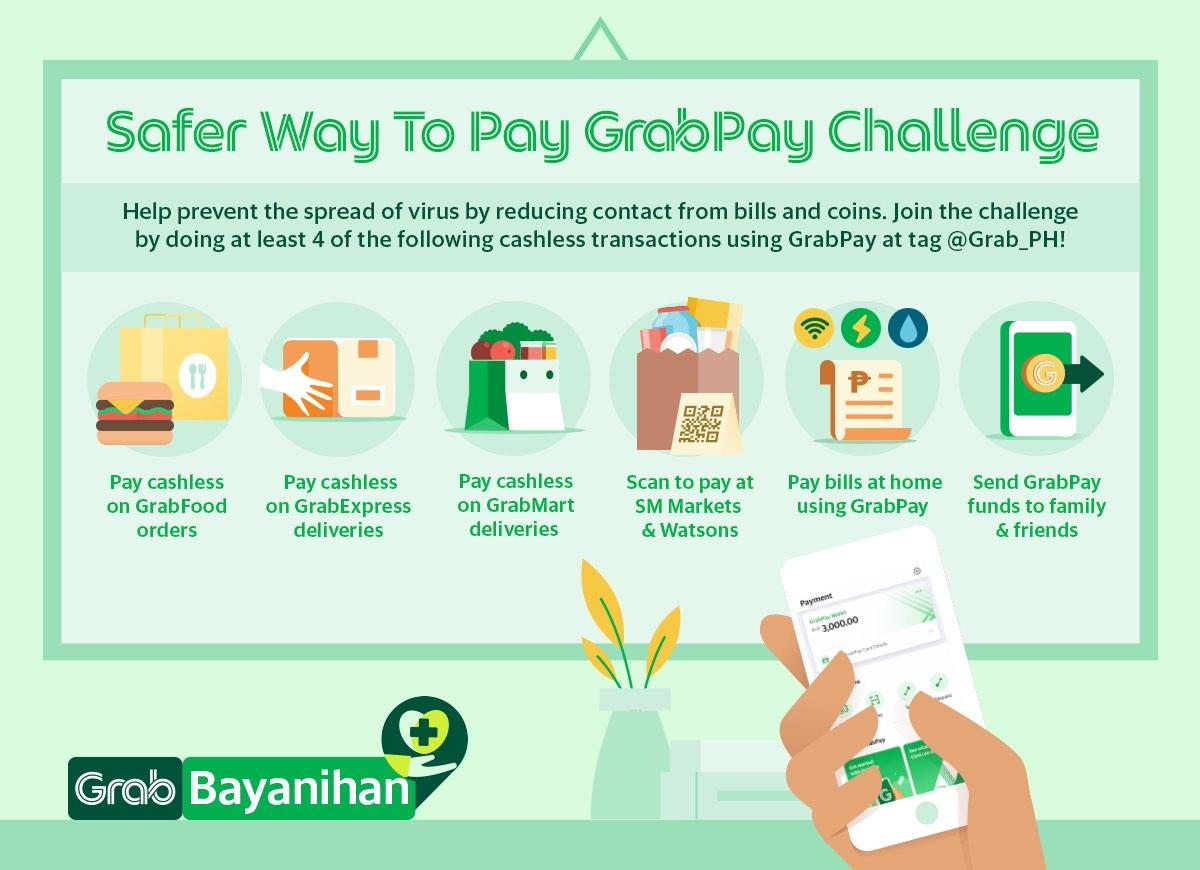 Safer Way To Pay GrabPay Challenge
Help prevent the spread of virus by reducing contact from bills and coins. Join the challenge
by doing at least 4 of the following cashless transactions using GrabPay at tag @Grab_PH!
Pay cashless
on GrabFood
orders
Pay cashless
on GrabExpress
deliveries
Pay cashless
on GrabMart
deliveries
Scan to pay at
SM Markets
& Watsons
₱
Pay bills at home
using GrabPay
G
Send GrabPay
funds to family
& friends
Payment
GrabPay Wallet
3,000.00
Card Details
Get started
Grab Bayanihan